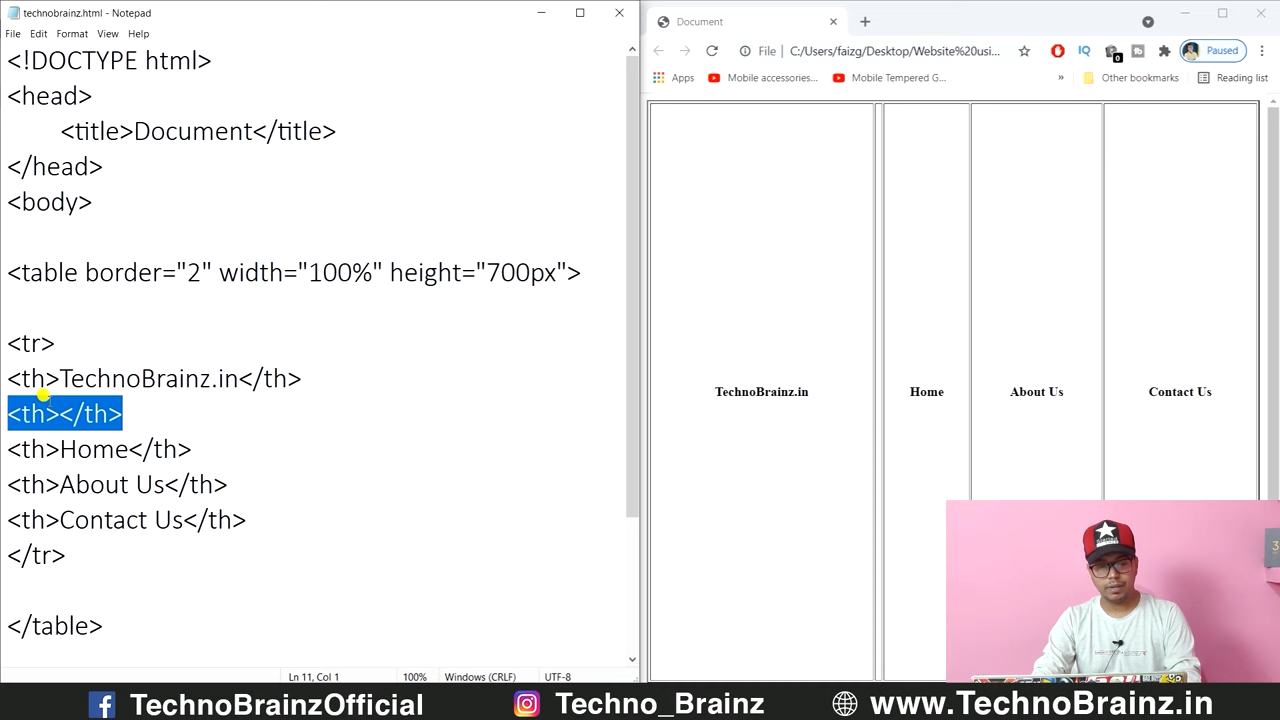 technobrainz.html - Notepad
File Edit Format View Help
<!DOCTYPE html>
<head>
<title>Document</title>
</head>
<body>
<table border="2" width="100%" height="700px">
<tr>
<th>TechnoBrainz.in</th>
<th></th>
<th>Home</th>
<th>About Us</th>
<th>Contact Us</th>
</tr>
</table>
Ln 11, Col 1 100% Windows (CRLF) UTF-8
Document
File C:/Users/faizg/Desktop/Website%20usi... IQ 0 Paused
Apps Mobile accessories... Mobile Tempered G... » Other bookmarks Reading list
TechnoBrainz.in Home About Us Contact Us
3
TechnoBrainzOfficial Techno_Brainz www.TechnoBrainz.in